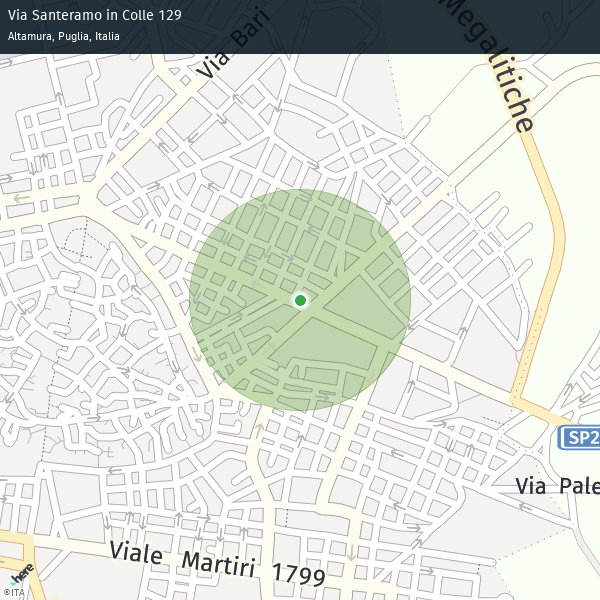 Via Santeramo in Colle 129
Altamura, Puglia, Italia
Via Bari
Megalitiche
SP2
Via Pale
Viale Martiri 1799
here
©ITA